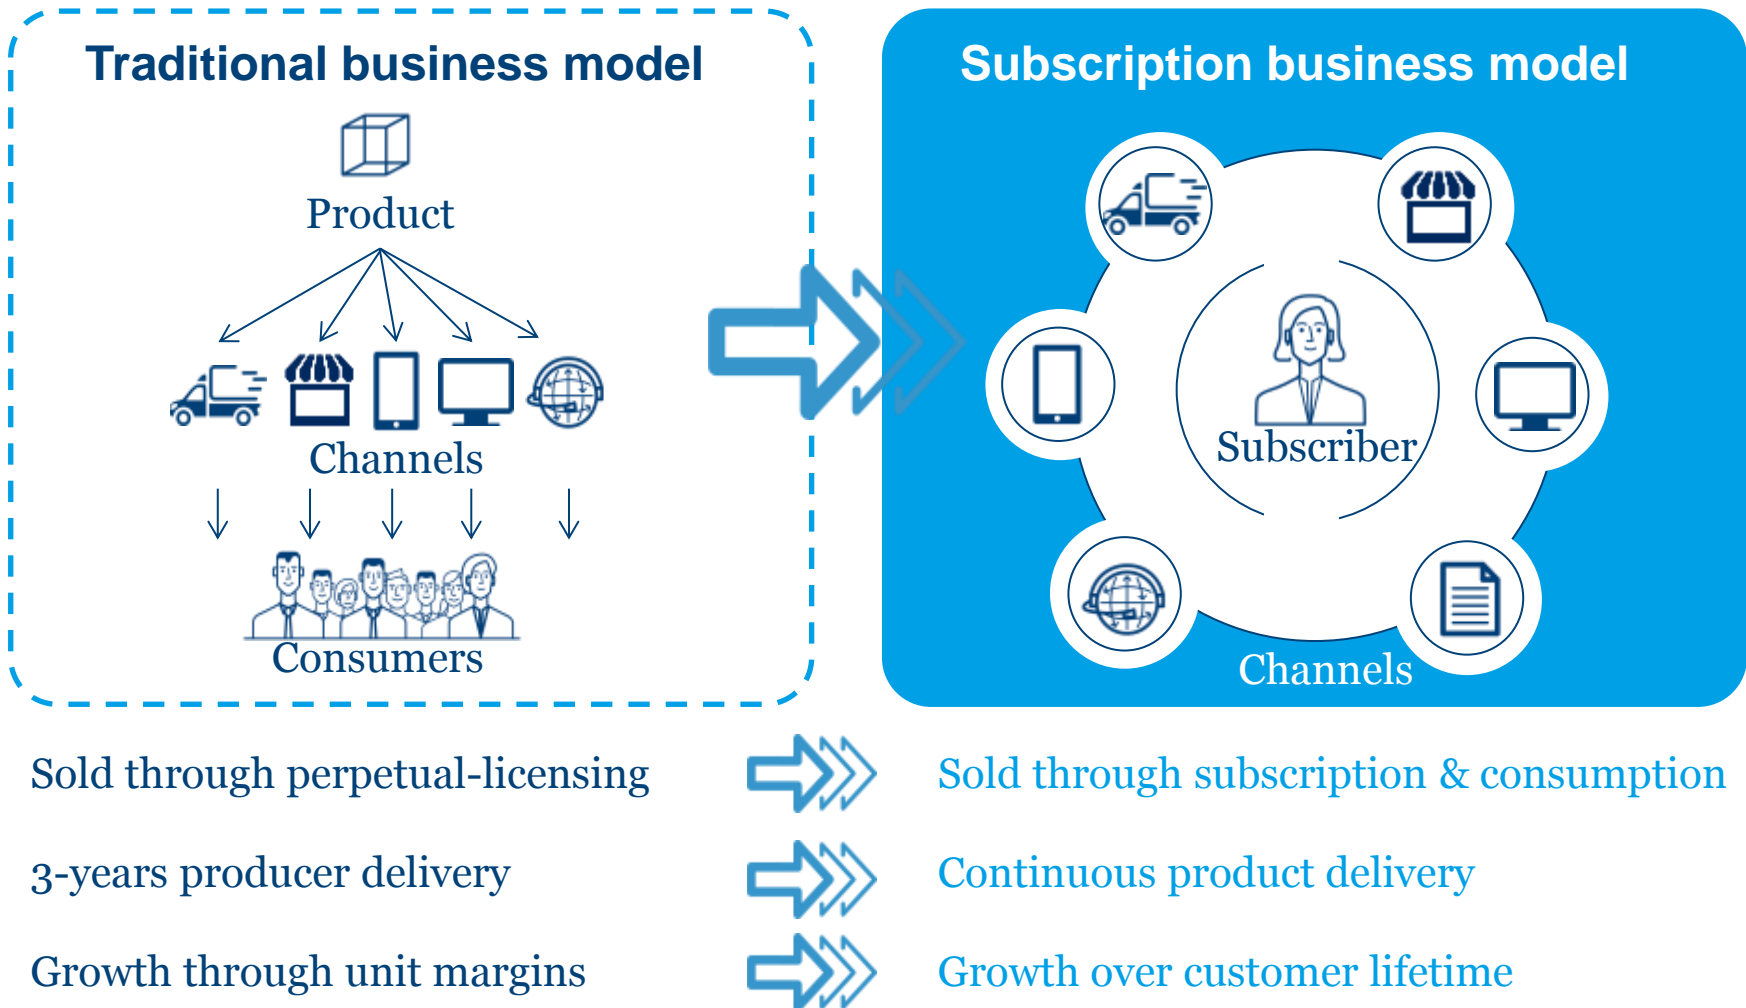 Traditional business model
Product
Channels
Consumers
Subscription business model
Subscriber
Channels
Sold through perpetual-licensing
Sold through subscription & consumption
3-years producer delivery
Continuous product delivery
Growth through unit margins
Growth over customer lifetime